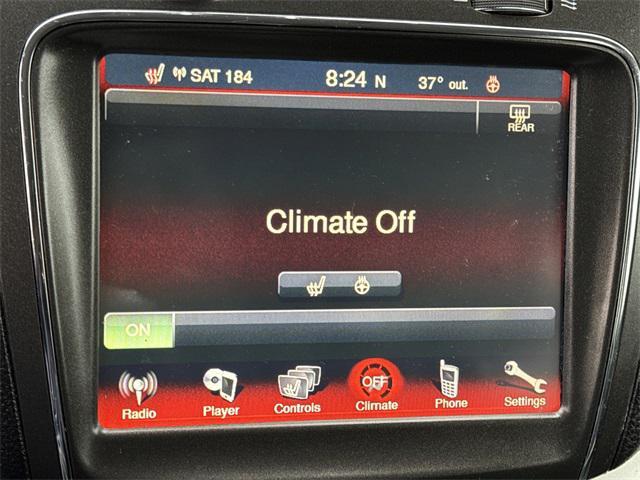 SAT 184 8:24 N 37° out.
REAR
Climate Off
ON
OFF
Radio Player Controls Climate Phone Settings